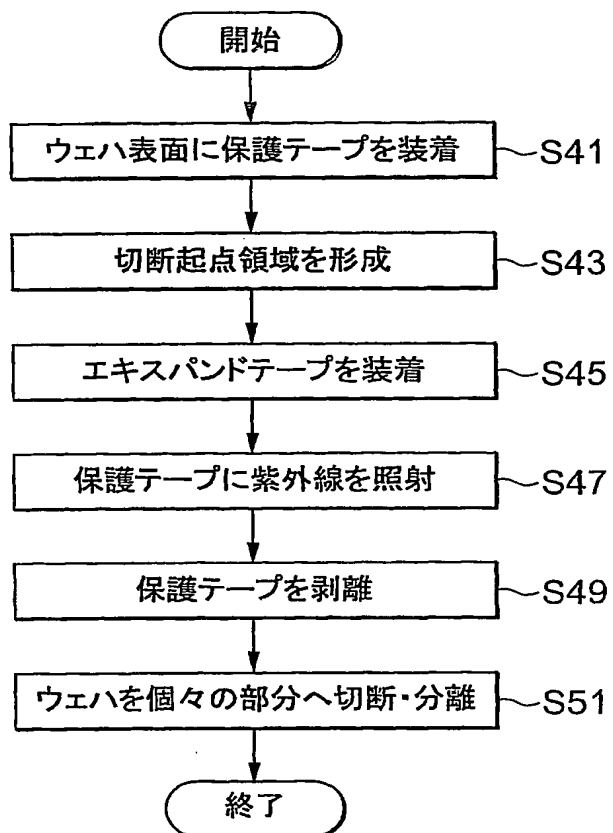 開始
ウェハ表面に保護テープを装着 S41
切断起点領域を形成 S43
エキスパンドテープを装着 S45
保護テープに紫外線を照射 S47
保護テープを剥離 S49
ウェハを個々の部分へ切断・分離 S51
終了